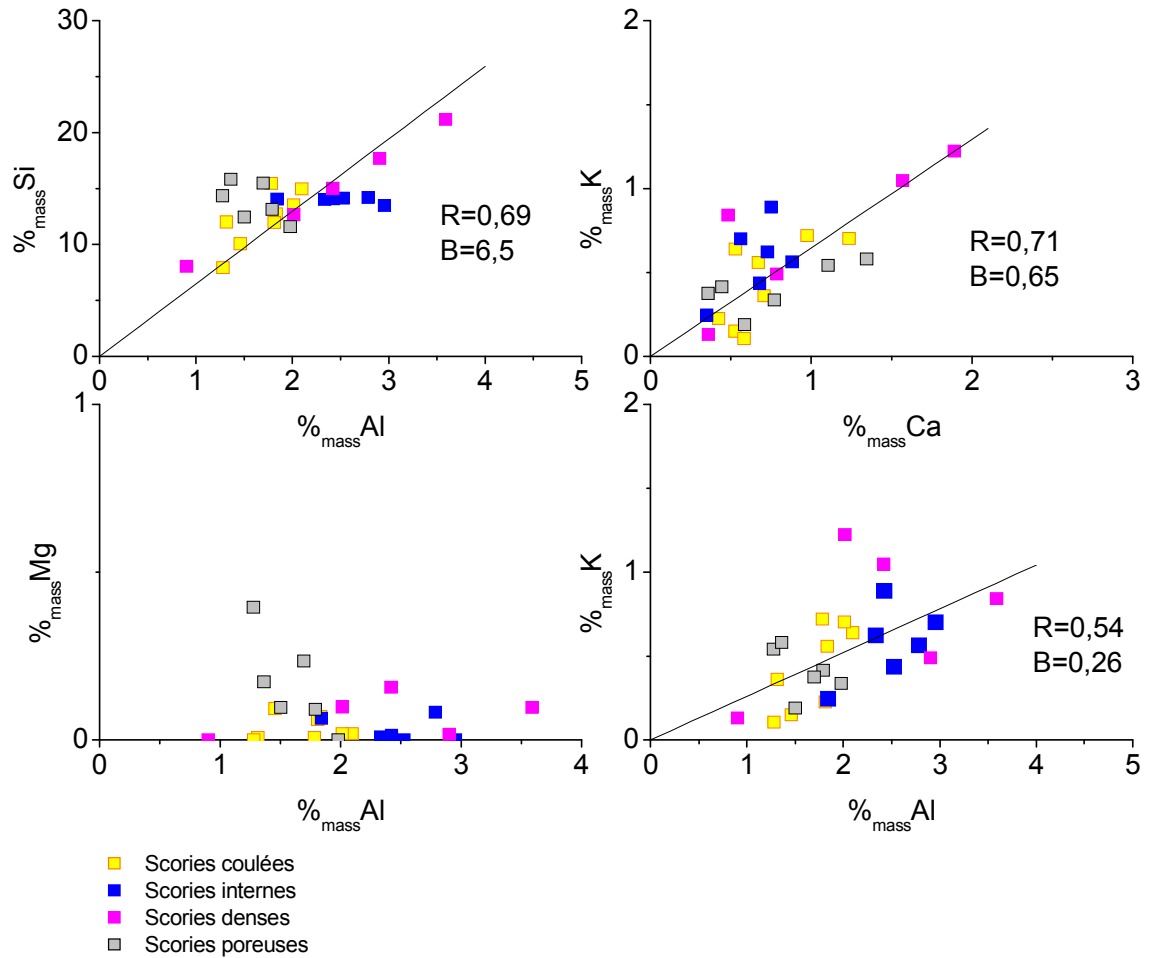 30
20
10
0
%massSi
0 1 2 3 4 5
%massAl
R=0,69
B=6,5
2
1
0
%massK
0 1 2 3
%massCa
R=0,71
B=0,65
1
0
%massMg
0 1 2 3 4
%massAl
2
1
0
%massK
0 1 2 3 4 5
%massAl
R=0,54
B=0,26
Scories coulées
Scories internes
Scories denses
Scories poreuses